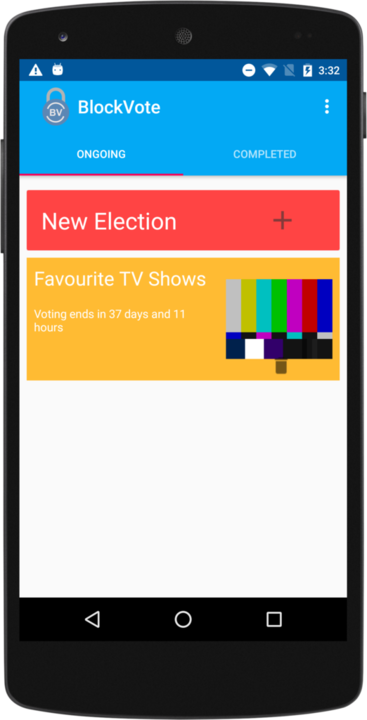 3:32
BV
BlockVote
ONGOING
COMPLETED
New Election
Favourite TV Shows
Voting ends in 37 days and 11
hours